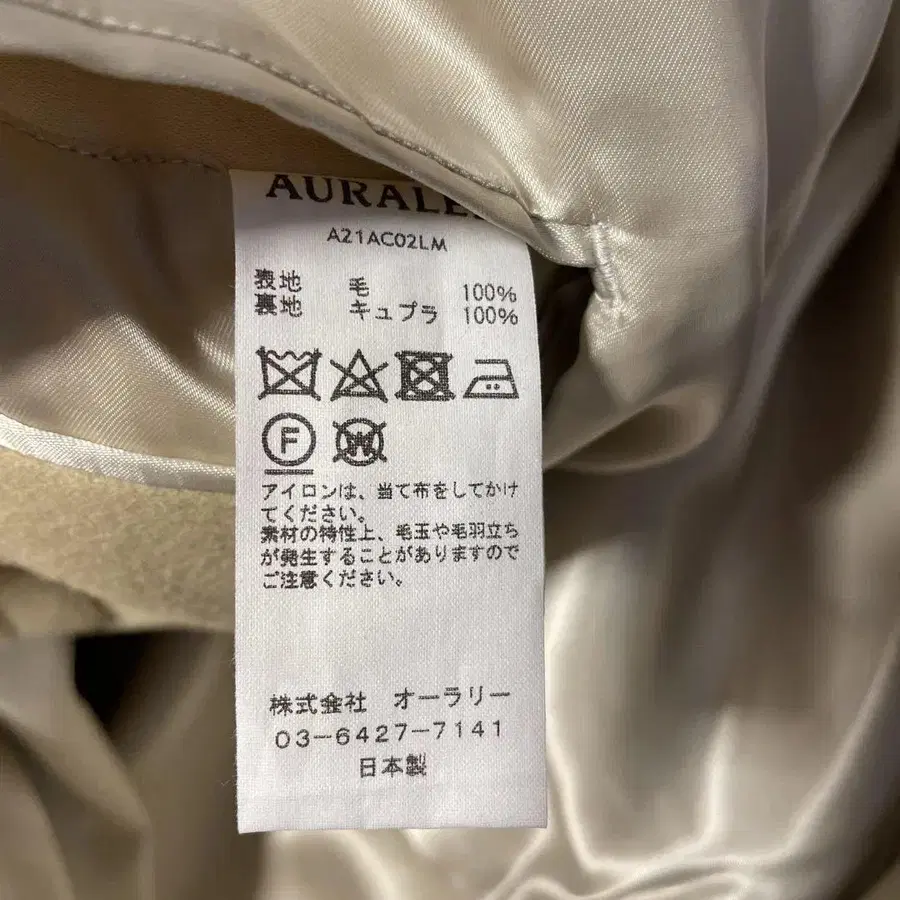 AURALEE
A21AC02LM
表地 毛 100%
裏地 キュプラ 100%
F
W
アイロンは、当て布をしてかけ
てください。
素材の特性上、毛玉や毛羽立ち
が発生することがありますので
ご注意ください。
株式会社 オーラリー
03-6427-7141
日本製